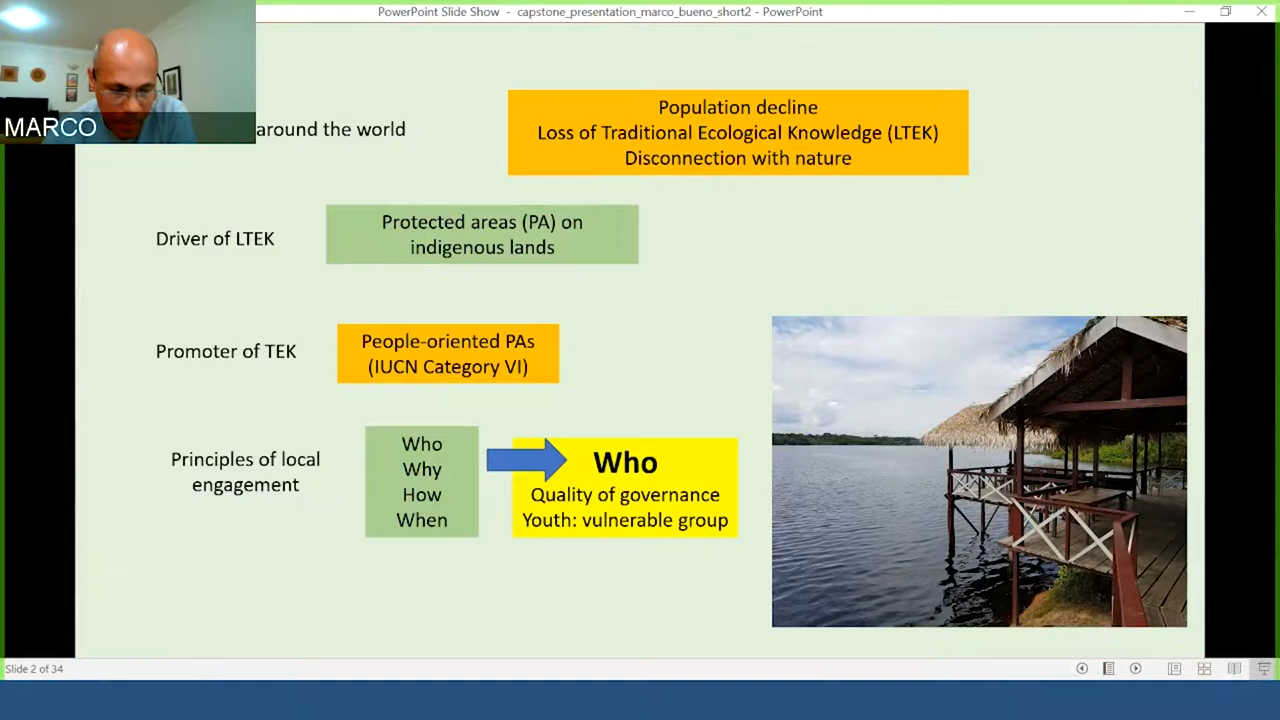 PowerPoint Slide Show - capstone_presentation_marco_bueno_short2 - PowerPoint
MARCO
around the world
Population decline
Loss of Traditional Ecological Knowledge (LTEK)
Disconnection with nature
Driver of LTEK
Protected areas (PA) on
indigenous lands
Promoter of TEK
People-oriented PAs
(IUCN Category VI)
Principles of local
engagement
Who
Why
How
When
Who
Quality of governance
Youth: vulnerable group
Slide 2 of 34